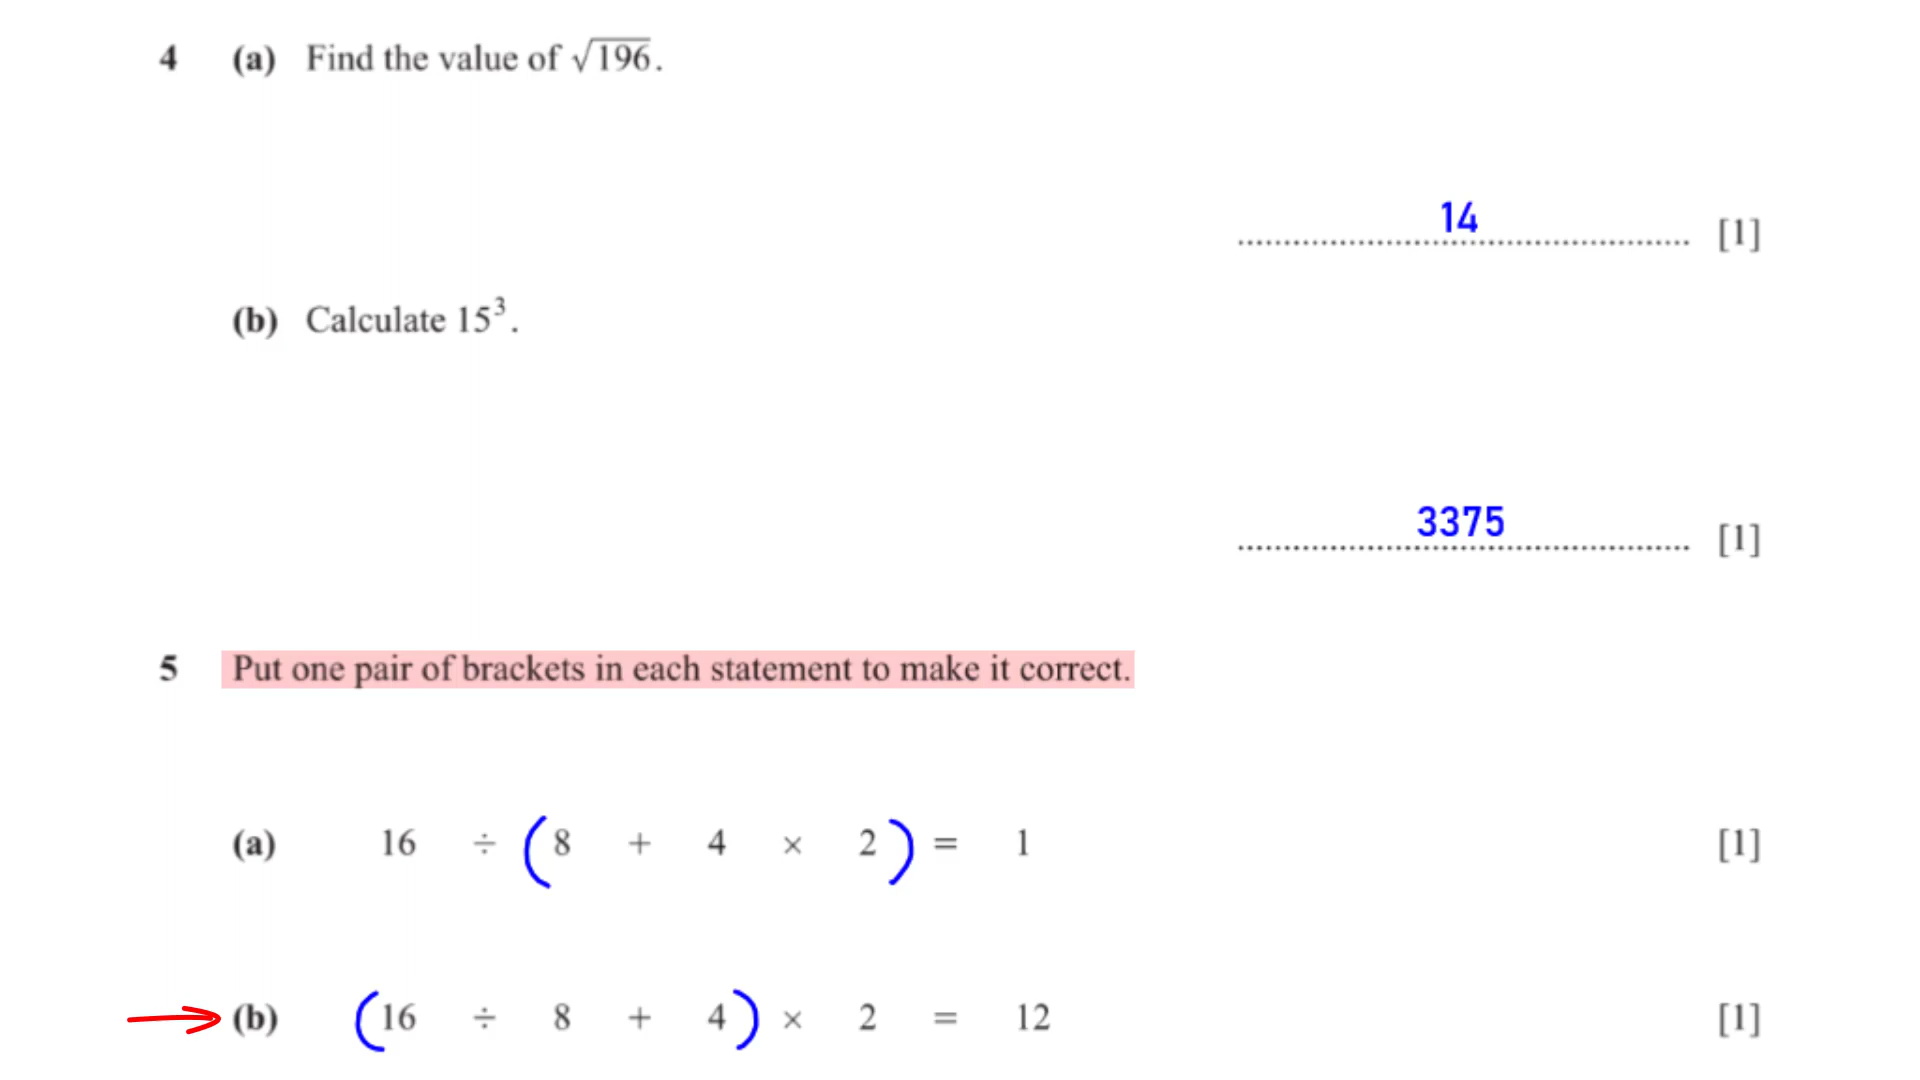 4 (a) Find the value of √196.
14 [1]
(b) Calculate 15³.
3375 [1]
5 Put one pair of brackets in each statement to make it correct.
(a) 16 ÷ (8 + 4 × 2) = 1 [1]
(b) (16 ÷ 8 + 4) × 2 = 12 [1]